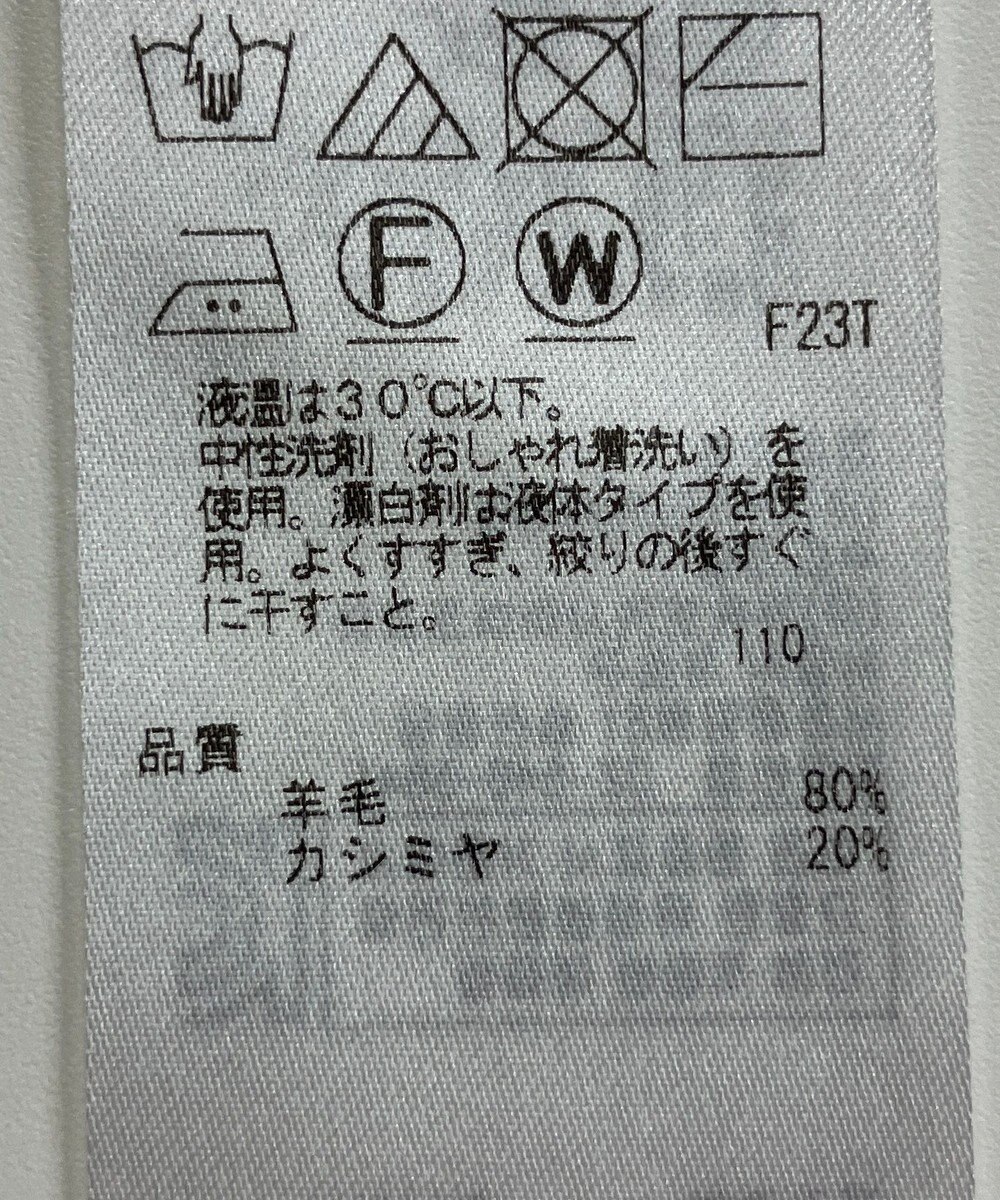 F W
F23T
液温は30℃以下。
中性洗剤（おしゃれ着洗い）を
使用。漂白剤は液体タイプを使
用。よくすすぎ、絞りの後すぐ
に干すこと。
110
品質
羊毛 80%
カシミヤ 20%